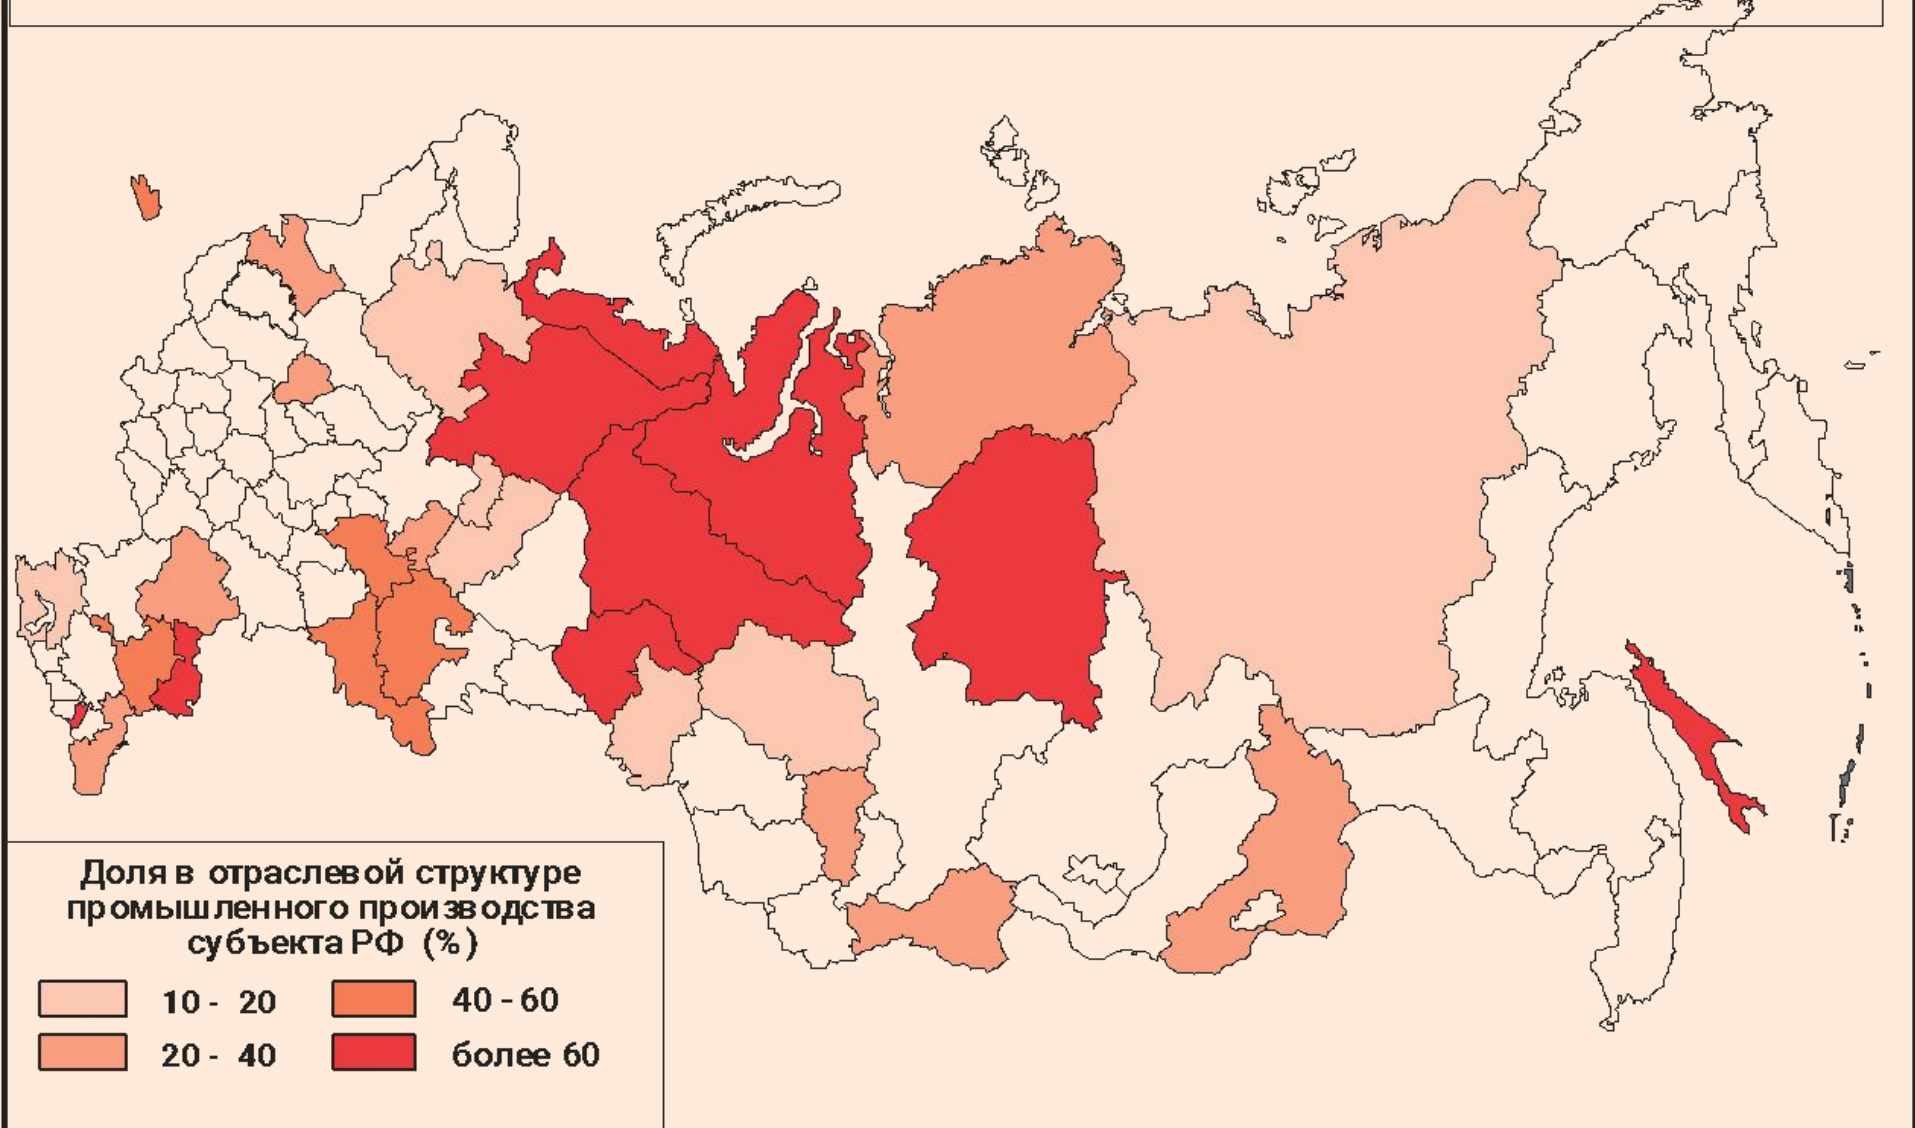 Доля в отраслевой структуре
промышленного производства
субъекта РФ (%)
10 - 20
40 - 60
20 - 40
более 60